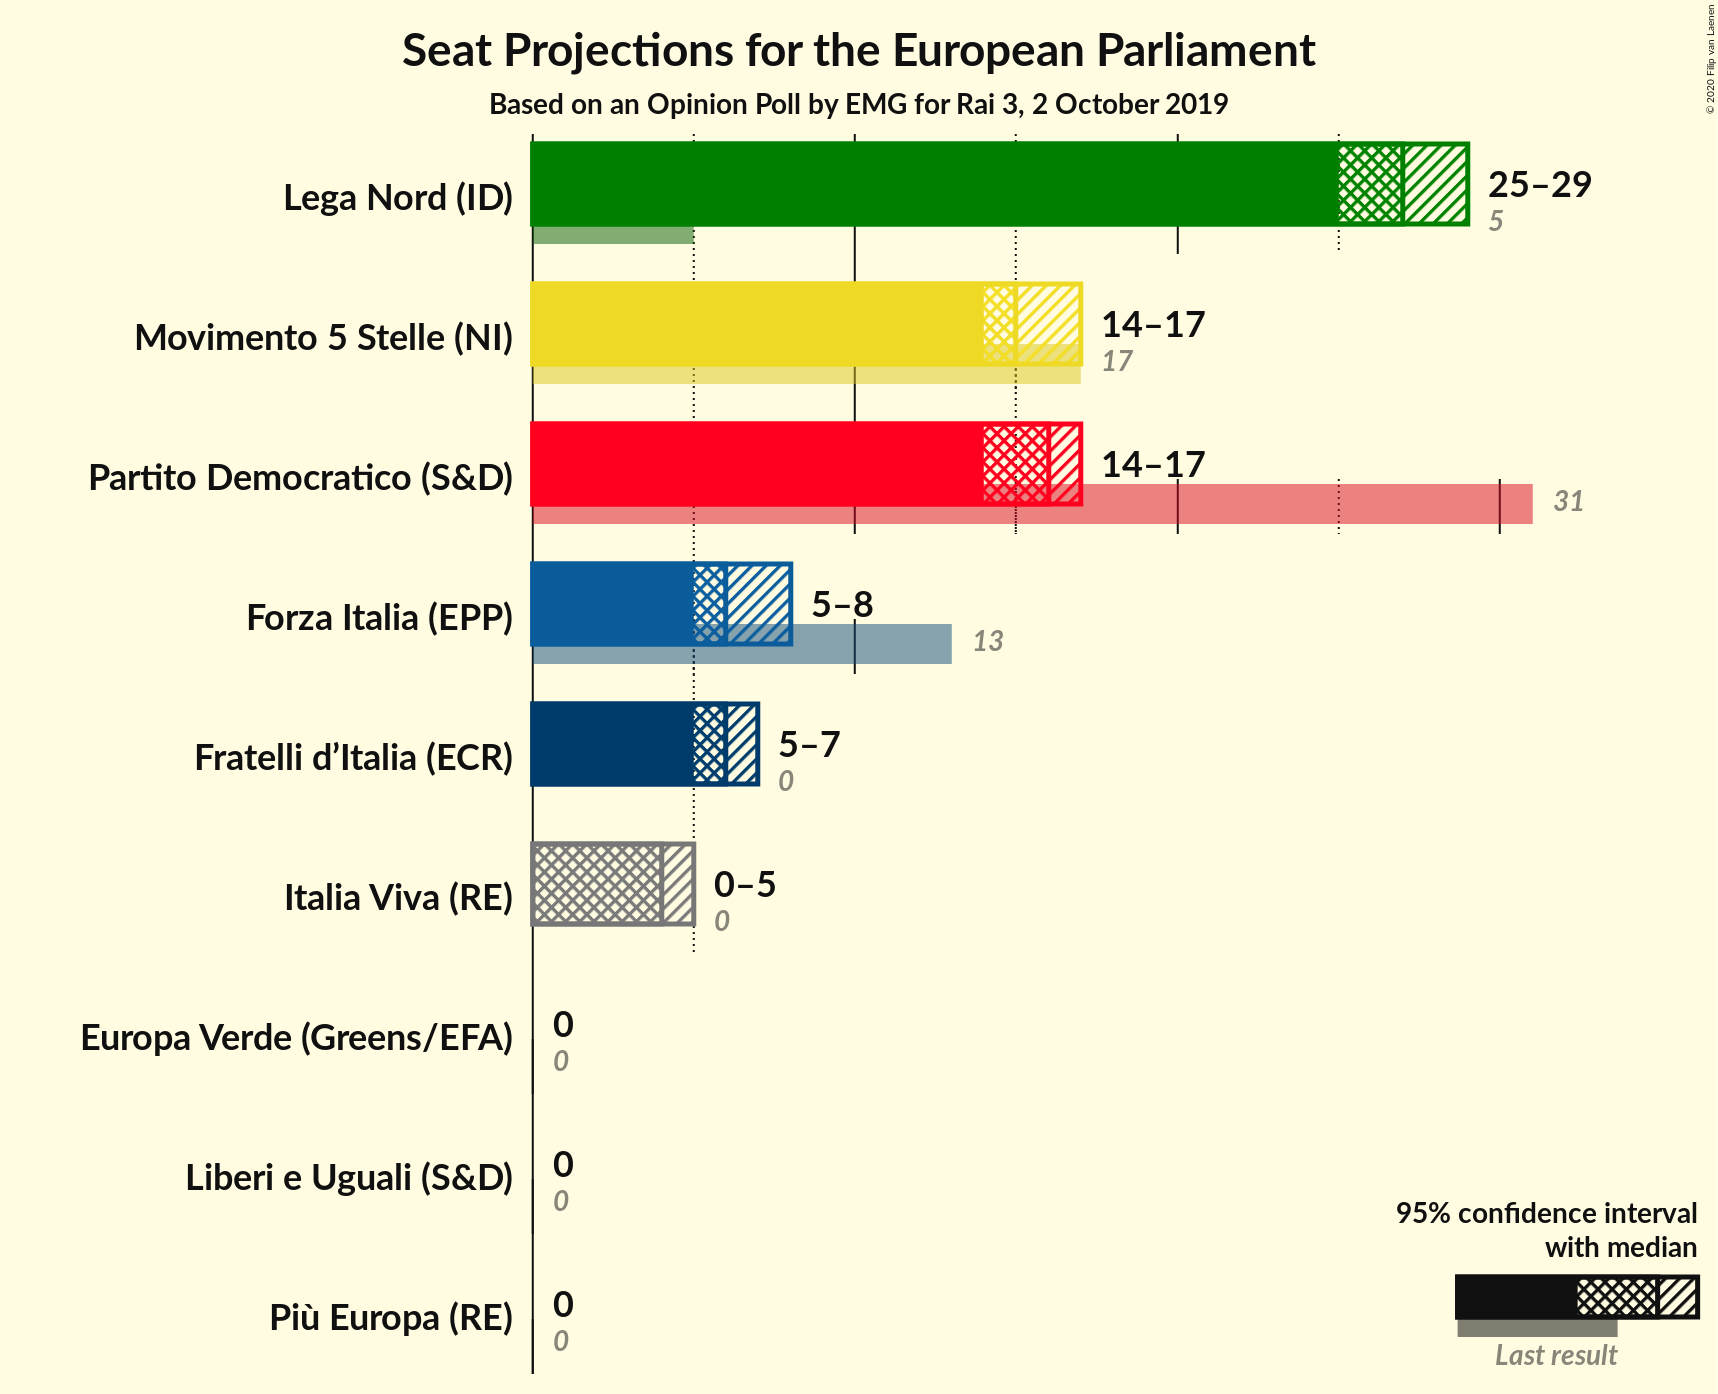 Seat Projections for the European Parliament
Based on an Opinion Poll by EMG for Rai 3, 2 October 2019
© 2020 Filip van Laenen
Lega Nord (ID)
25–29
5
Movimento 5 Stelle (NI)
14–17
17
Partito Democratico (S&D)
14–17
31
Forza Italia (EPP)
5–8
13
Fratelli d’Italia (ECR)
5–7
0
Italia Viva (RE)
0–5
0
Europa Verde (Greens/EFA)
0
0
Liberi e Uguali (S&D)
0
0
Più Europa (RE)
0
0
95% confidence interval
with median
Last result